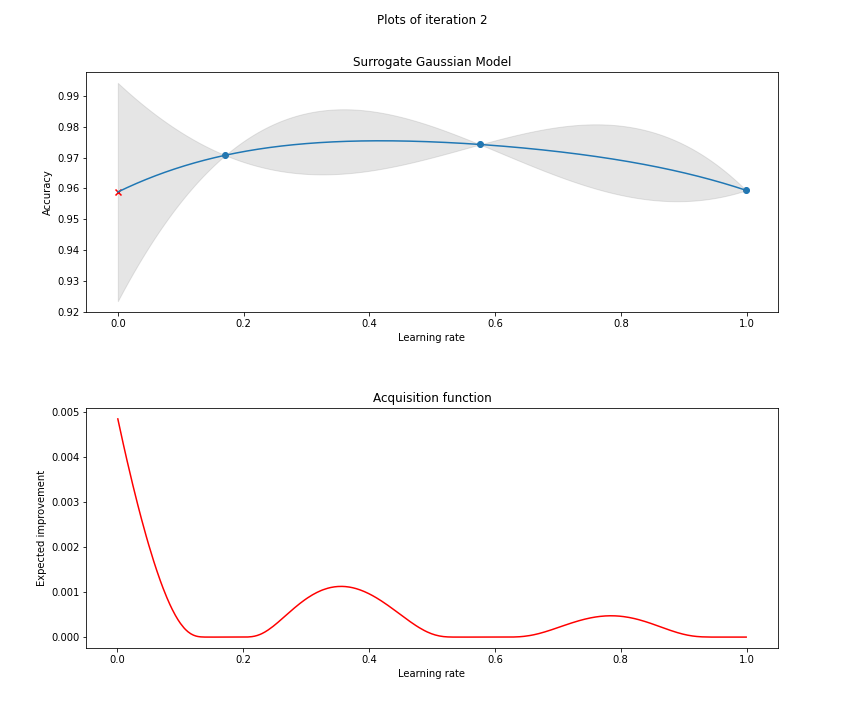 Plots of iteration 2
Surrogate Gaussian Model
0.99
0.98
0.97
0.96
0.95
0.94
0.93
0.92
Accuracy
0.0 0.2 0.4 0.6 0.8 1.0
Learning rate
Acquisition function
0.005
0.004
0.003
0.002
0.001
0.000
Expected improvement
0.0 0.2 0.4 0.6 0.8 1.0
Learning rate